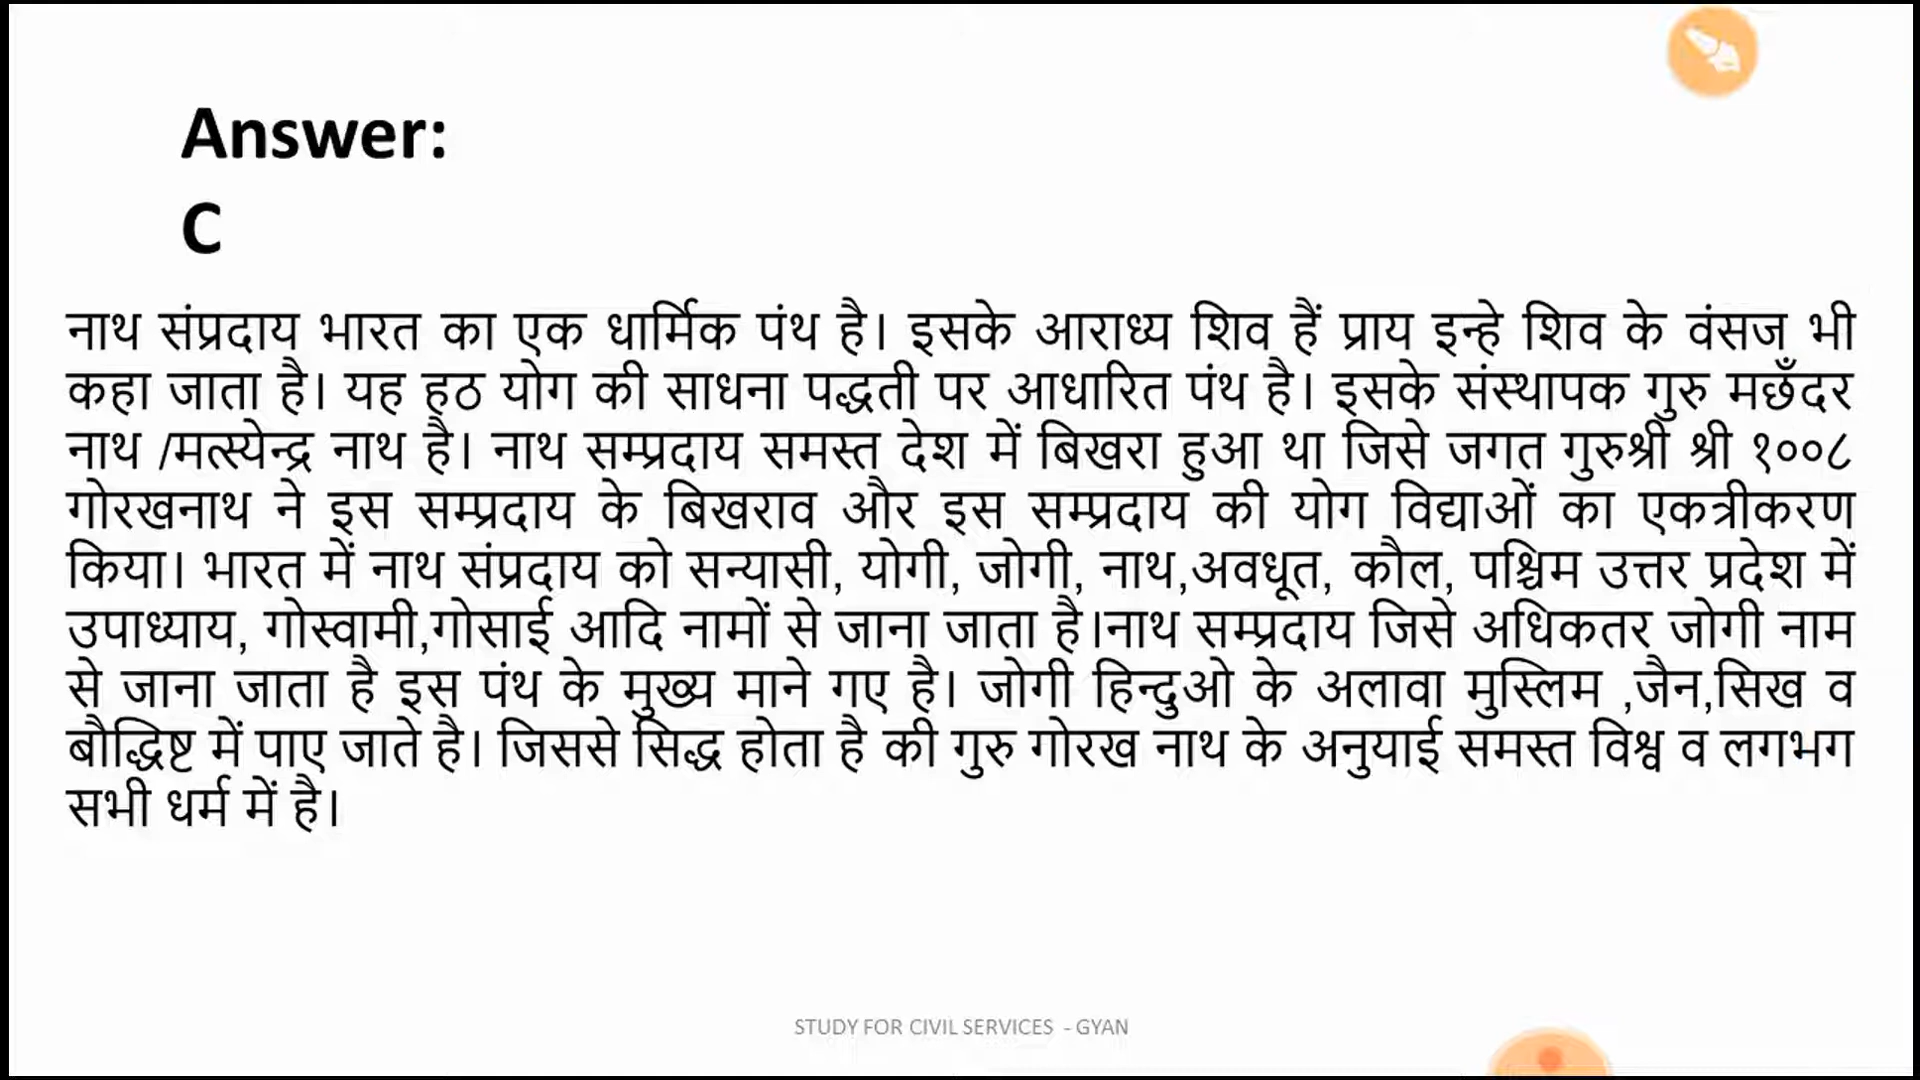 Answer:
C
नाथ संप्रदाय भारत का एक धार्मिक पंथ है। इसके आराध्य शिव हैं प्राय इन्हे शिव के वंसज भी
कहा जाता है। यह हठ योग की साधना पद्धती पर आधारित पंथ है। इसके संस्थापक गुरु मछँदर
नाथ /मत्स्येन्द्र नाथ है। नाथ सम्प्रदाय समस्त देश में बिखरा हुआ था जिसे जगत गुरुश्री श्री १००८
गोरखनाथ ने इस सम्प्रदाय के बिखराव और इस सम्प्रदाय की योग विद्याओं का एकत्रीकरण
किया। भारत में नाथ संप्रदाय को सन्यासी, योगी, जोगी, नाथ,अवधूत, कौल, पश्चिम उत्तर प्रदेश में
उपाध्याय, गोस्वामी,गोसाई आदि नामों से जाना जाता है।नाथ सम्प्रदाय जिसे अधिकतर जोगी नाम
से जाना जाता है इस पंथ के मुख्य माने गए है। जोगी हिन्दुओ के अलावा मुस्लिम ,जैन,सिख व
बौद्धिष्ट में पाए जाते है। जिससे सिद्ध होता है की गुरु गोरख नाथ के अनुयाई समस्त विश्व व लगभग
सभी धर्म में है।
STUDY FOR CIVIL SERVICES - GYAN